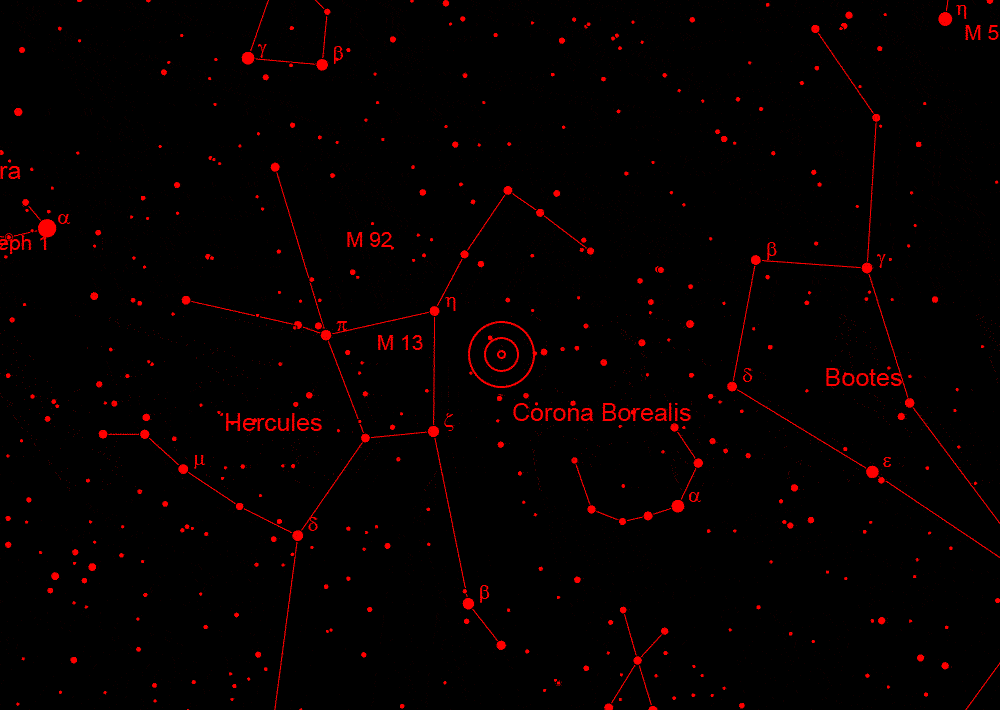 η
M 5
γ
β
ra
α
eph 1
M 92
β
γ
η
π
M 13
δ
Bootes
Hercules
Corona Borealis
ζ
μ
ε
α
δ
β